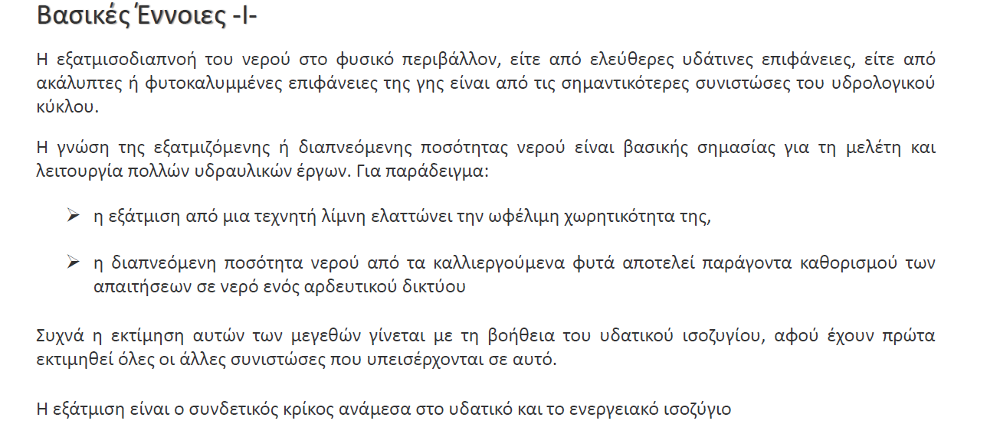 Βασικές Έννοιες -Ι-
Η εξατμισοδιαπνοή του νερού στο φυσικό περιβάλλον, είτε από ελεύθερες υδάτινες επιφάνειες, είτε από
ακάλυπτες ή φυτοκαλυμμένες επιφάνειες της γης είναι από τις σημαντικότερες συνιστώσες του υδρολογικού
κύκλου.
Η γνώση της εξατμιζόμενης ή διαπνεόμενης ποσότητας νερού είναι βασικής σημασίας για τη μελέτη και
λειτουργία πολλών υδραυλικών έργων. Για παράδειγμα:
➢ η εξάτμιση από μια τεχνητή λίμνη ελαττώνει την ωφέλιμη χωρητικότητα της,
➢ η διαπνεόμενη ποσότητα νερού από τα καλλιεργούμενα φυτά αποτελεί παράγοντα καθορισμού των
απαιτήσεων σε νερό ενός αρδευτικού δικτύου
Συχνά η εκτίμηση αυτών των μεγεθών γίνεται με τη βοήθεια του υδατικού ισοζυγίου, αφού έχουν πρώτα
εκτιμηθεί όλες οι άλλες συνιστώσες που υπεισέρχονται σε αυτό.
Η εξάτμιση είναι ο συνδετικός κρίκος ανάμεσα στο υδατικό και το ενεργειακό ισοζύγιο